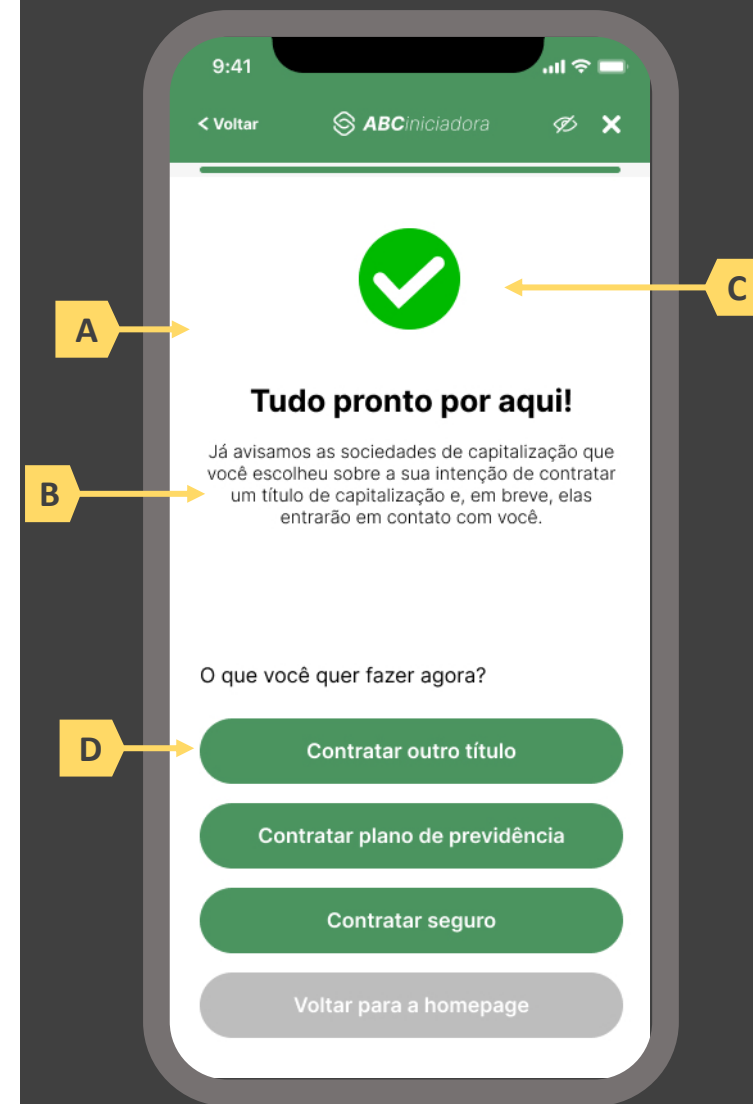 9:41
< Voltar
ABCiniciadora
C
A
Tudo pronto por aqui!
Já avisamos as sociedades de capitalização que
você escolheu sobre a sua intenção de contratar
B
um título de capitalização e, em breve, elas
entrarão em contato com você.
O que você quer fazer agora?
D
Contratar outro título
Contratar plano de previdência
Contratar seguro
Voltar para a homepage